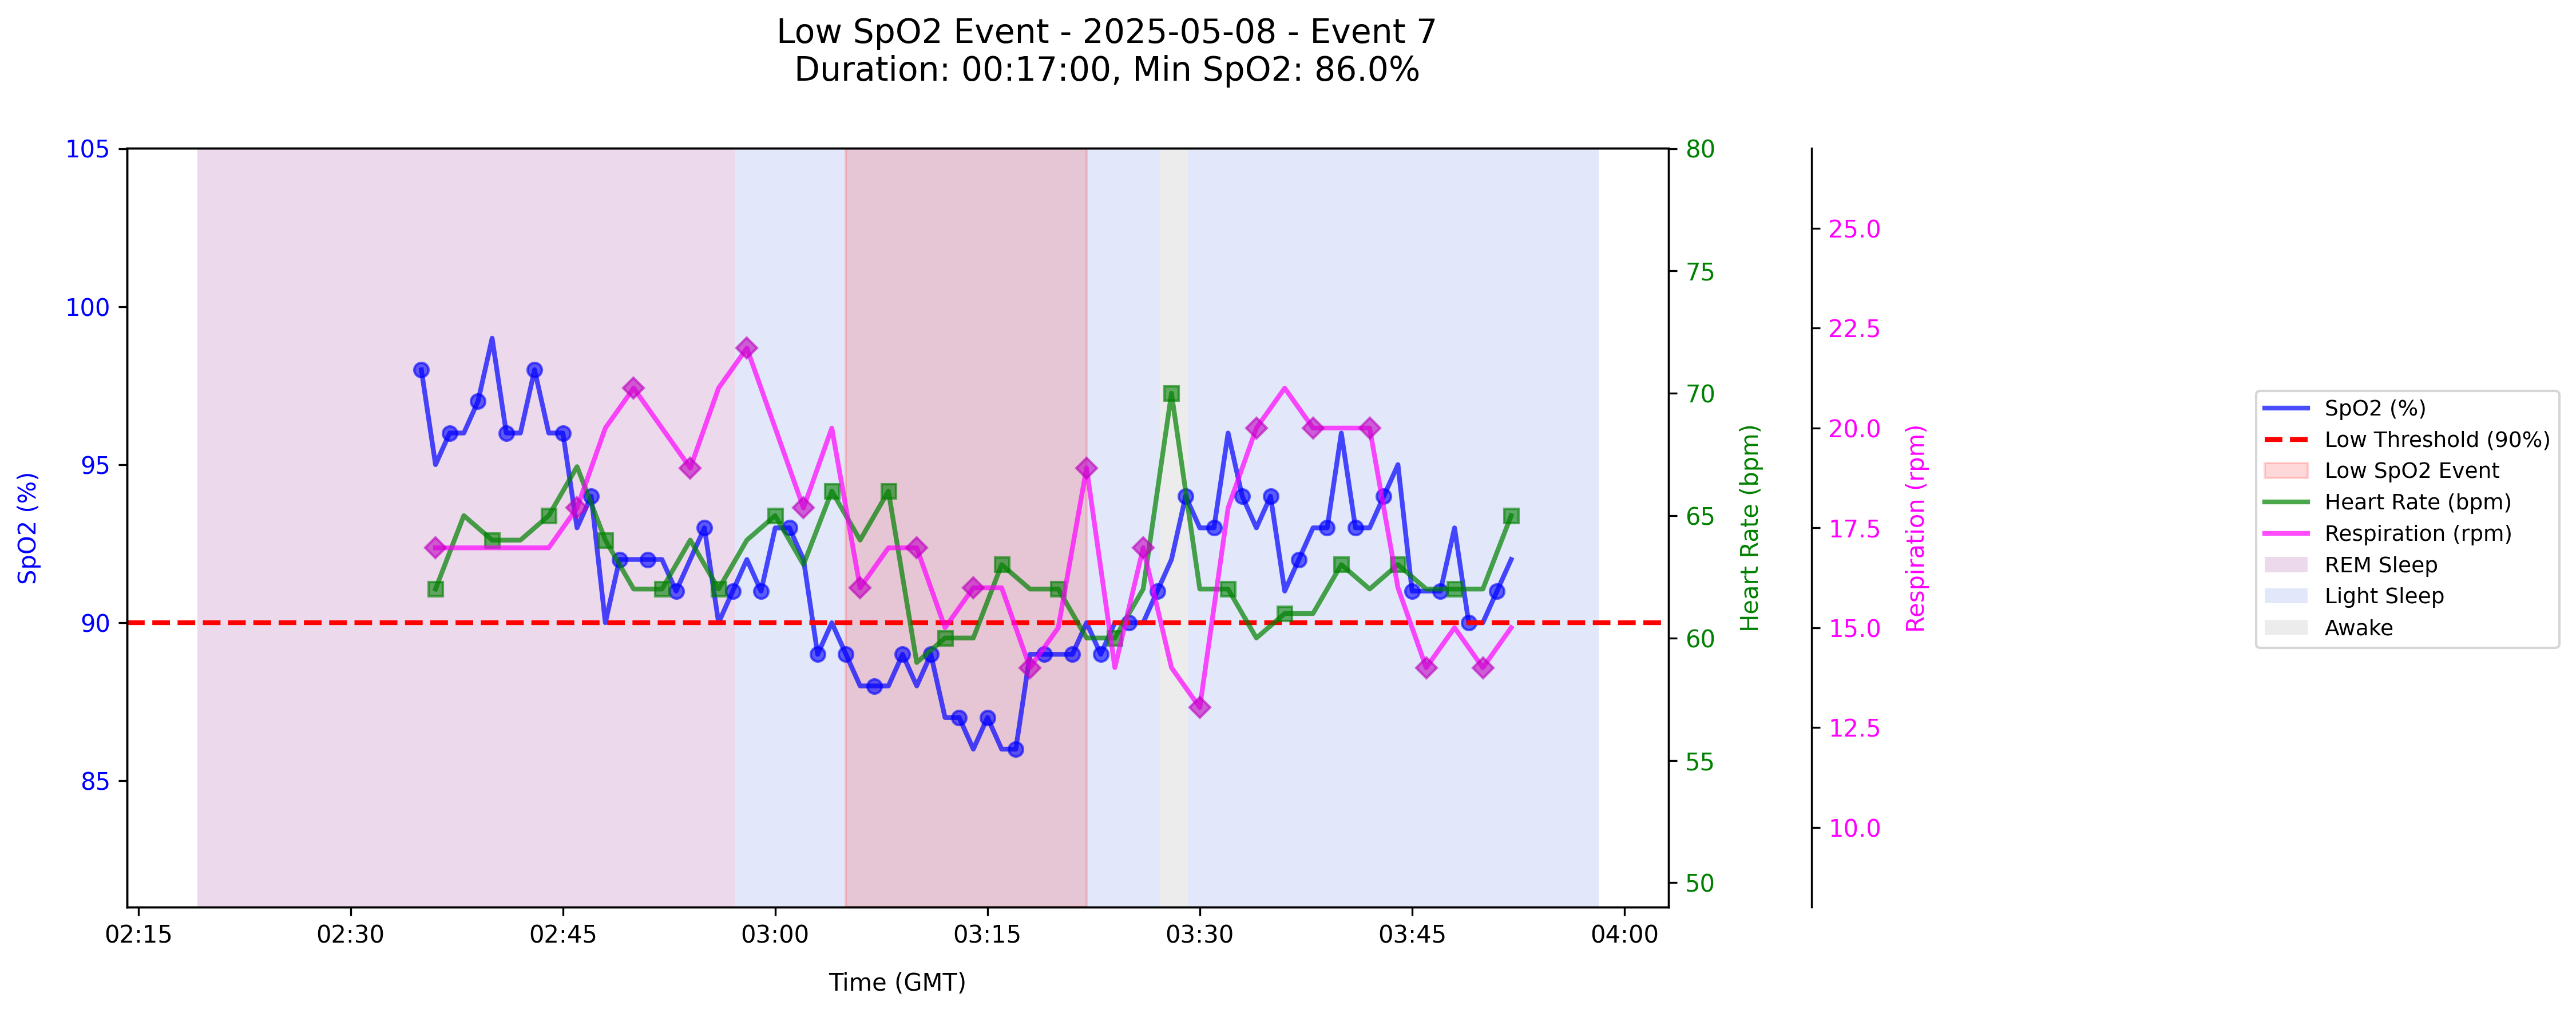 Low SpO2 Event - 2025-05-08 - Event 7
Duration: 00:17:00, Min SpO2: 86.0%
105
100
95
90
85
SpO2 (%)
80
75
70
65
60
55
50
Heart Rate (bpm)
25.0
22.5
20.0
17.5
15.0
12.5
10.0
Respiration (rpm)
02:15
02:30
02:45
03:00
03:15
03:30
03:45
04:00
Time (GMT)
SpO2 (%)
Low Threshold (90%)
Low SpO2 Event
Heart Rate (bpm)
Respiration (rpm)
REM Sleep
Light Sleep
Awake